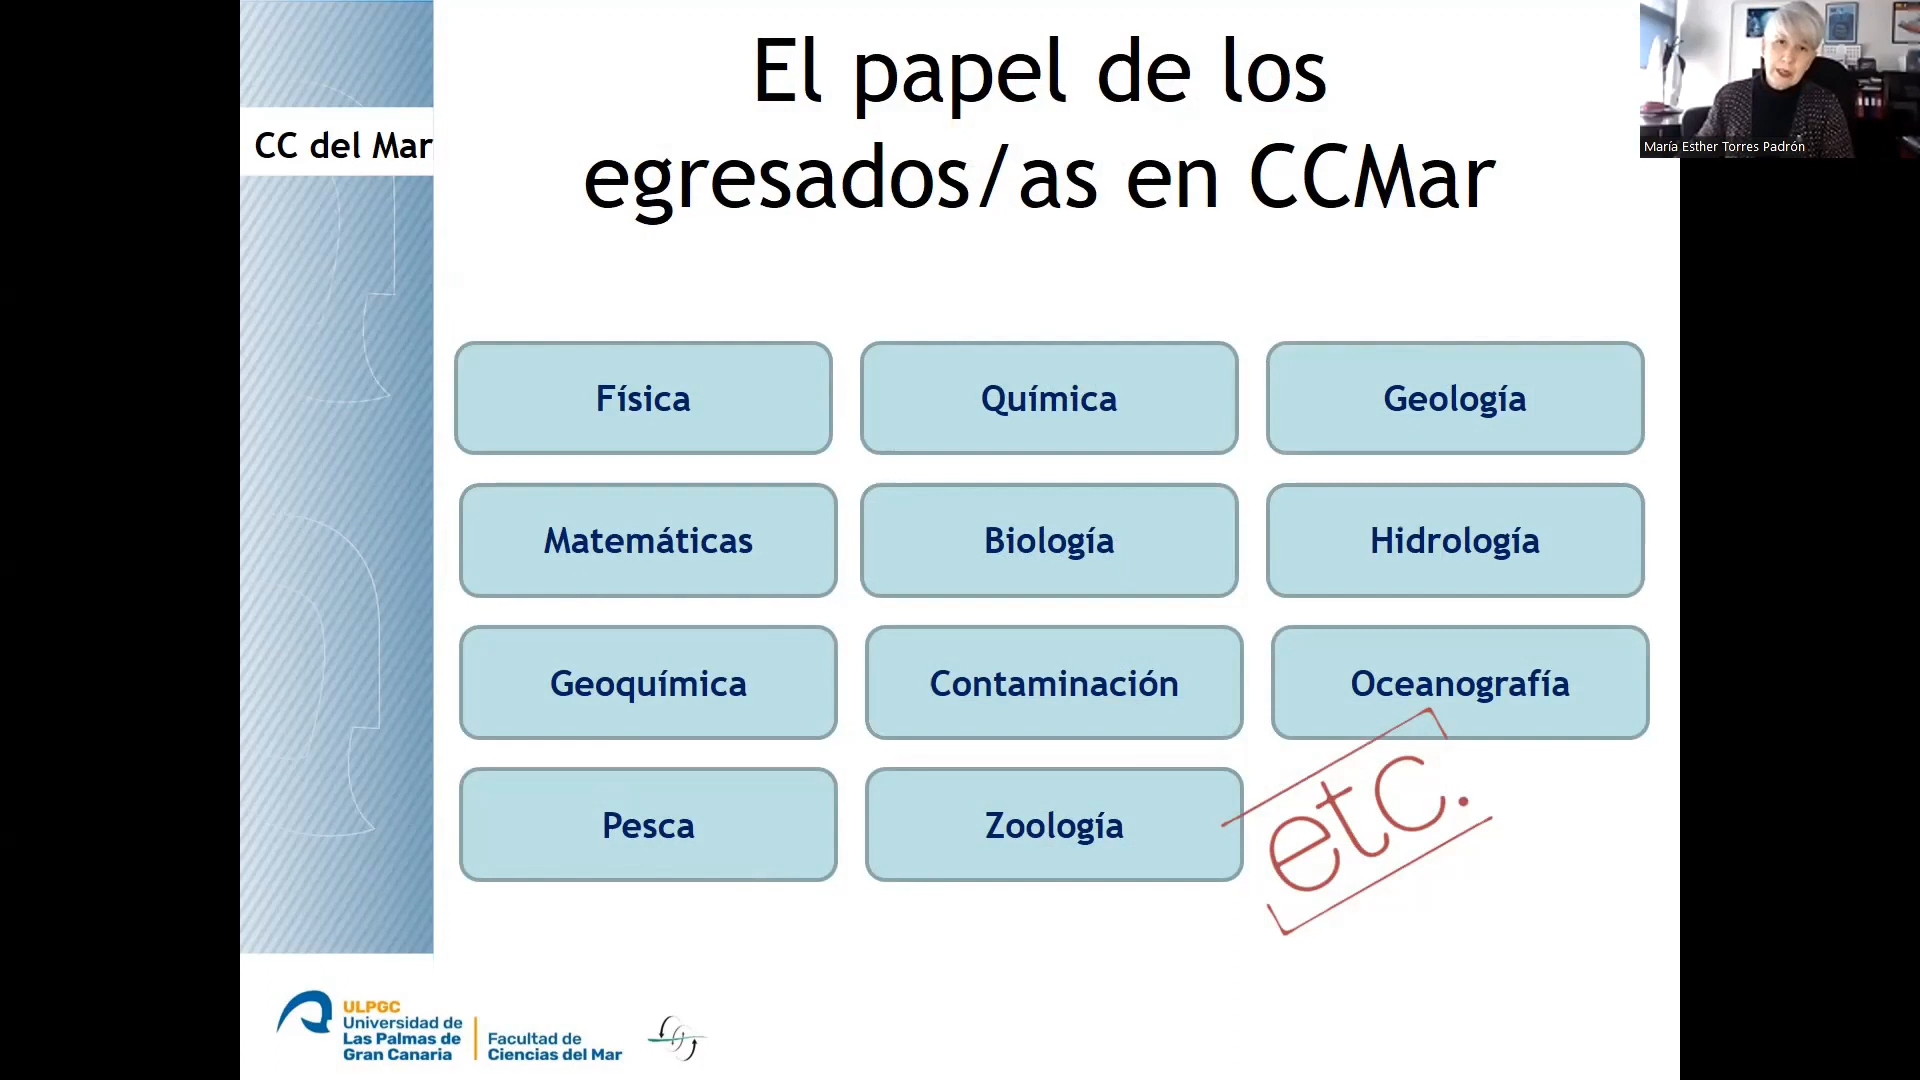 El papel de los
egresados/as en CCMar
María Esther Torres Padrón
CC del Mar
Física
Química
Geología
Matemáticas
Biología
Hidrología
Geoquímica
Contaminación
Oceanografía
Pesca
Zoología
etc.
ULPGC
Universidad de
Las Palmas de
Gran Canaria
Facultad de
Ciencias del Mar